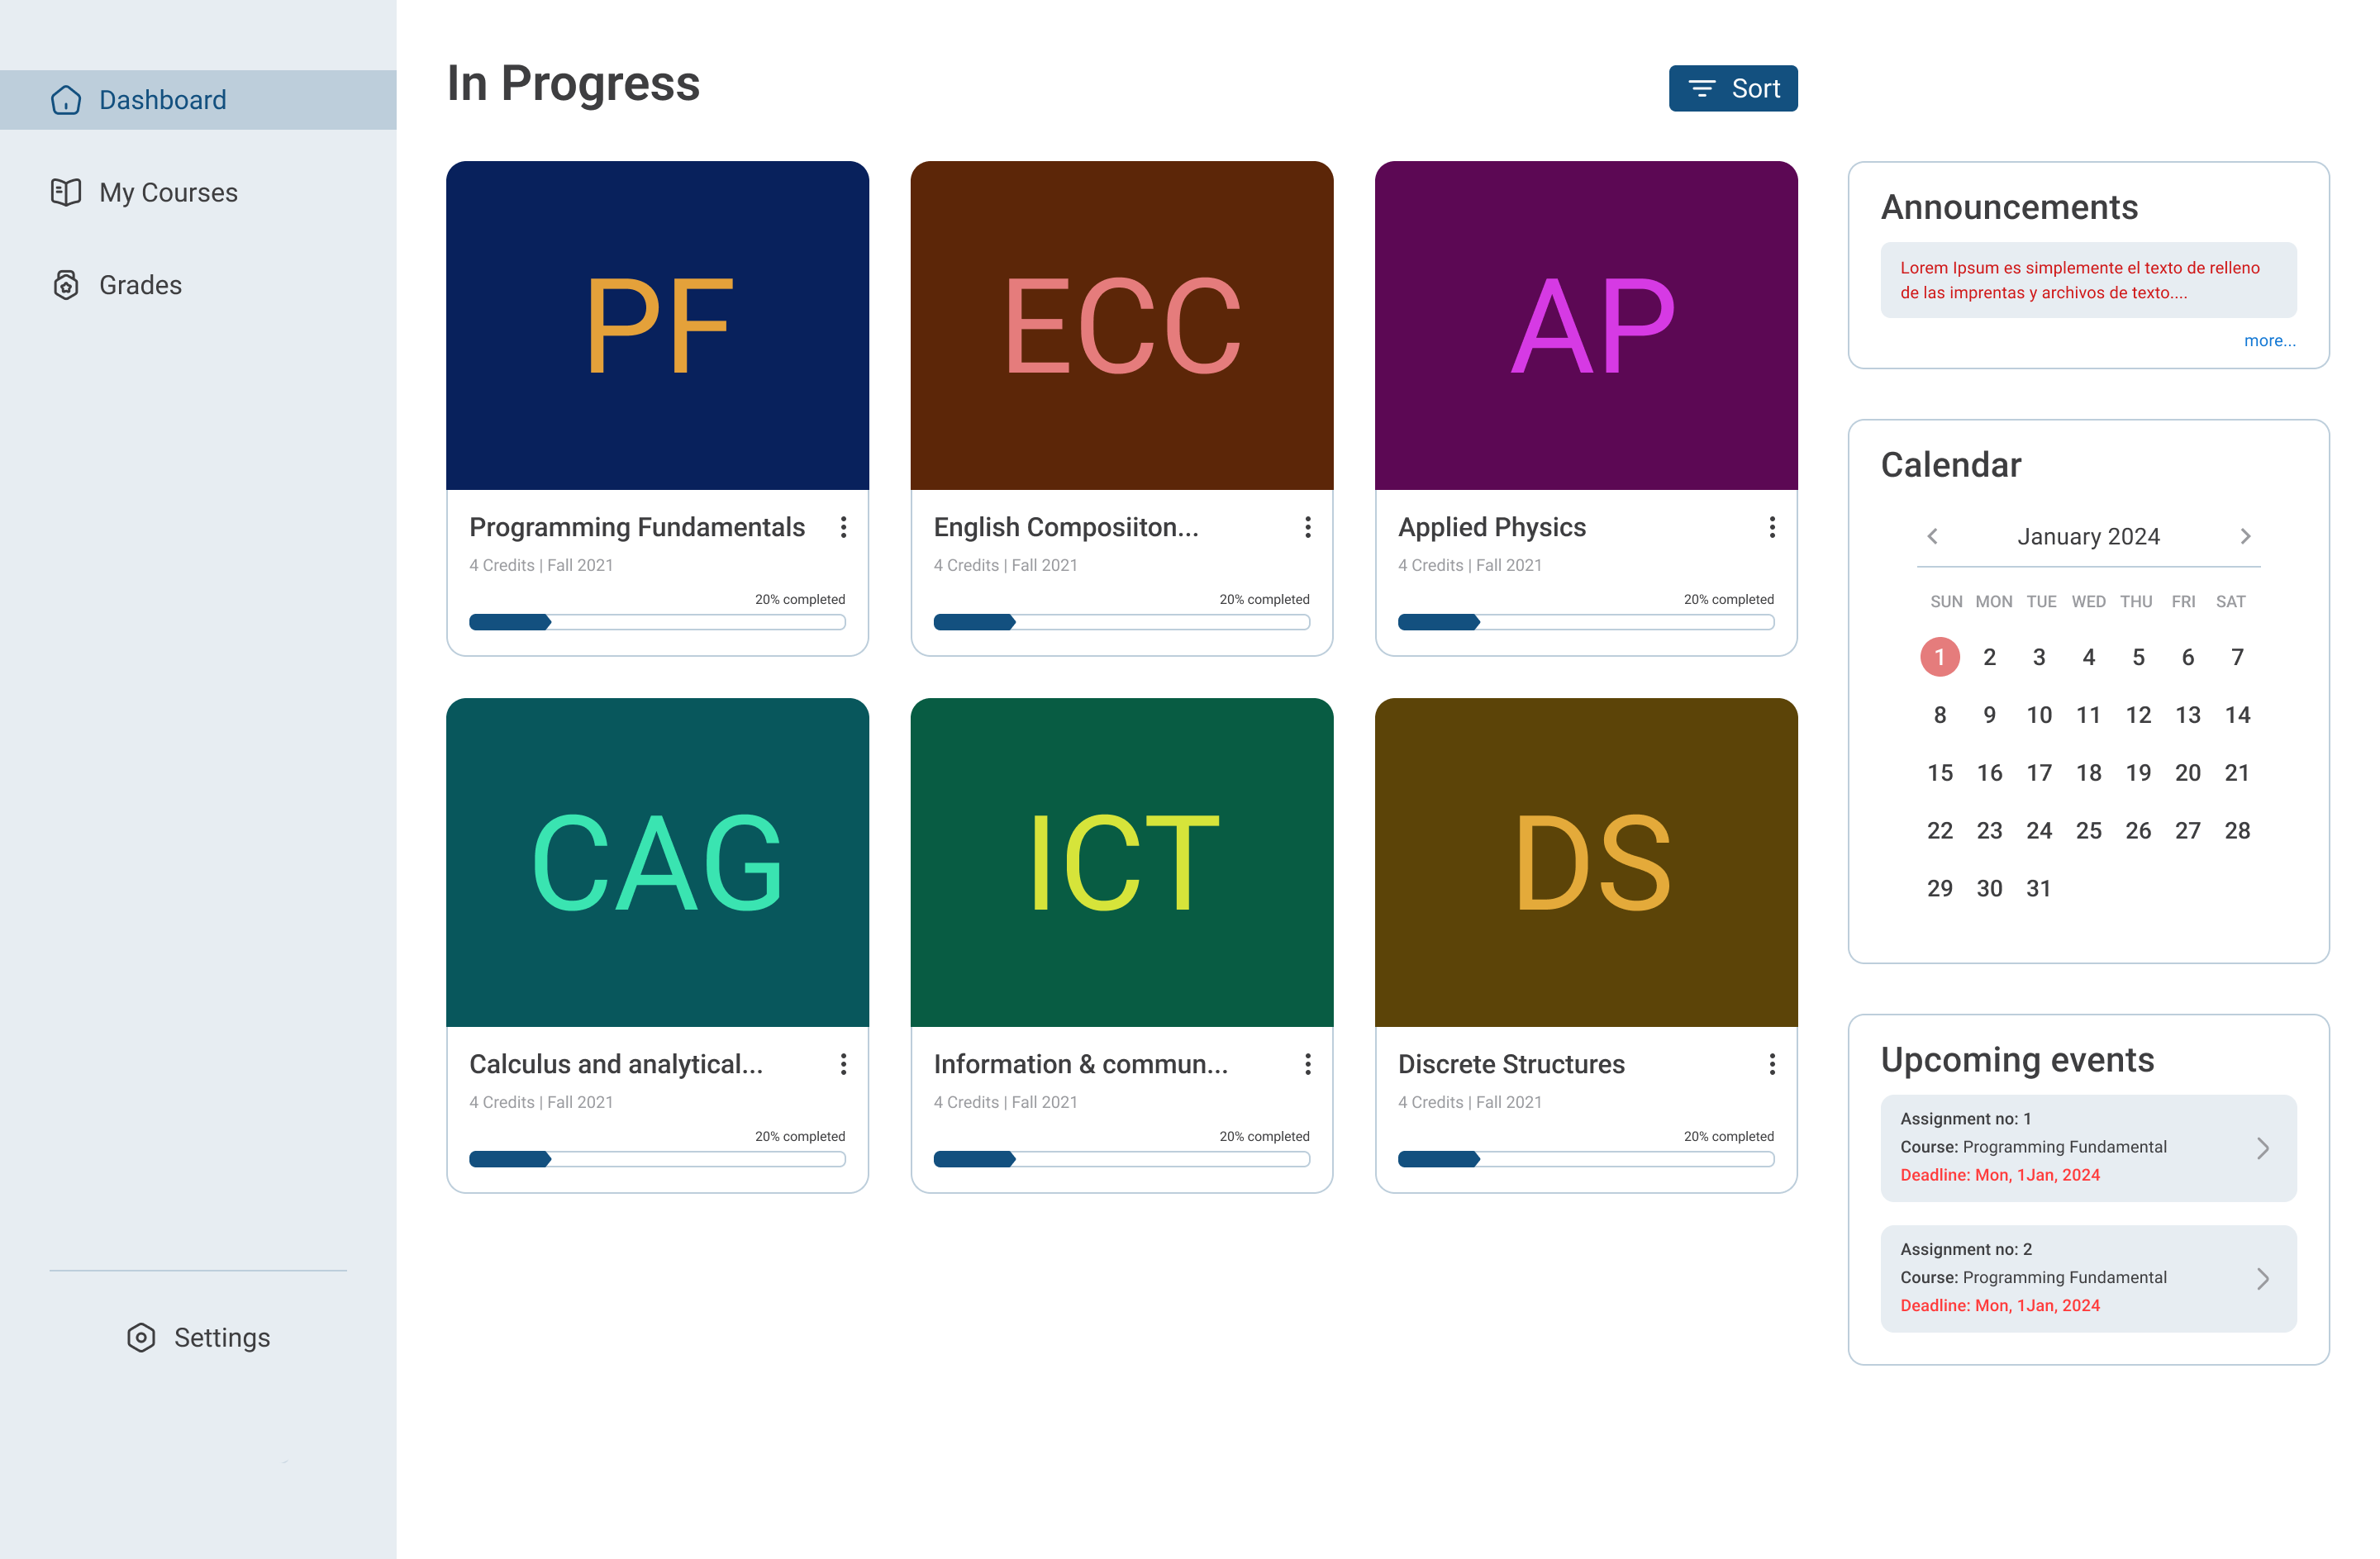 Dashboard
My Courses
Grades
Settings
In Progress
Sort
PF
Programming Fundamentals
4 Credits | Fall 2021
20% completed
ECC
English Composiiton...
4 Credits | Fall 2021
20% completed
AP
Applied Physics
4 Credits | Fall 2021
20% completed
CAG
Calculus and analytical...
4 Credits | Fall 2021
20% completed
ICT
Information & commun...
4 Credits | Fall 2021
20% completed
DS
Discrete Structures
4 Credits | Fall 2021
20% completed
Announcements
Lorem Ipsum es simplemente el texto de relleno
de las imprentas y archivos de texto....
more...
Calendar
January 2024
SUN MON TUE WED THU FRI SAT
1 2 3 4 5 6 7
8 9 10 11 12 13 14
15 16 17 18 19 20 21
22 23 24 25 26 27 28
29 30 31
Upcoming events
Assignment no: 1
Course: Programming Fundamental
Deadline: Mon, 1Jan, 2024
Assignment no: 2
Course: Programming Fundamental
Deadline: Mon, 1Jan, 2024